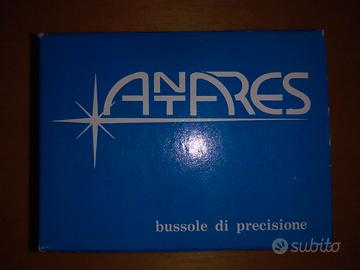 ANTARES
bussole di precisione
subito